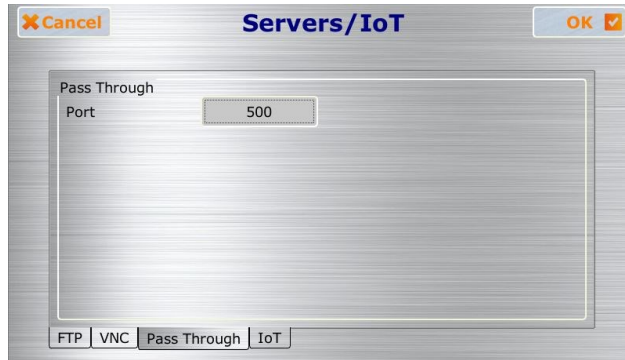 Cancel
Servers/IoT
OK
Pass Through
Port
500
FTP
VNC
Pass Through
IoT